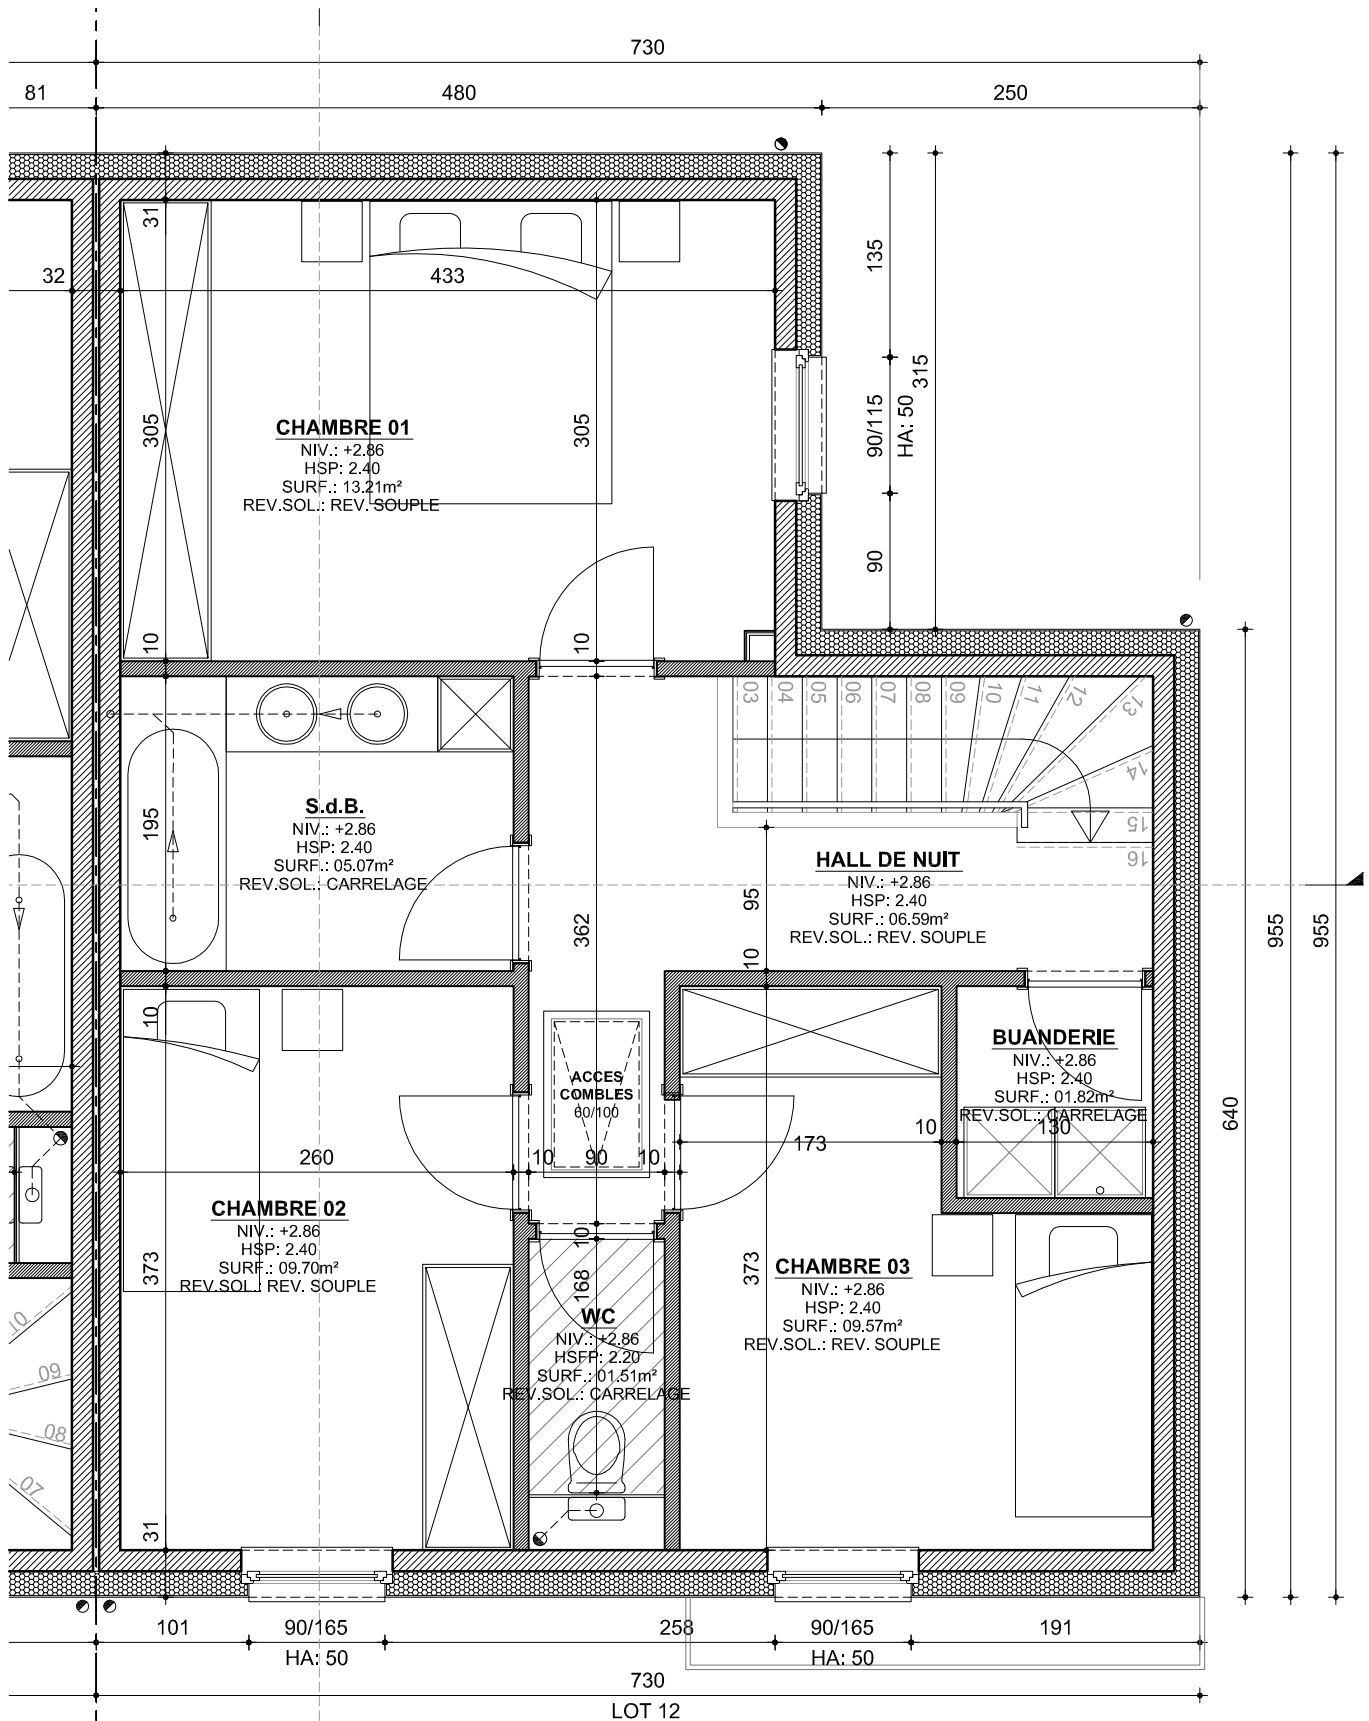 730
81
480
250
31
32
433
135
CHAMBRE 01
NIV.: +2.86
HSP: 2.40
SURF.: 13.21m²
REV.SOL.: REV. SOUPLE
305
305
90/115
HA: 50
315
90
10
10
03
04
05
06
07
08
09
10
11
12
13
14
15
16
S.d.B.
NIV.: +2.86
HSP: 2.40
SURF.: 05.07m²
REV.SOL.: CARRELAGE
195
HALL DE NUIT
NIV.: +2.86
HSP: 2.40
SURF.: 06.59m²
REV.SOL.: REV. SOUPLE
362
95
10
955
955
640
10
BUANDERIE
NIV.: +2.86
HSP: 2.40
SURF.: 01.82m²
REV.SOL.: CARRELAGE
ACCES
COMBLES
60/100
10
130
173
260
10
90
10
CHAMBRE 02
NIV.: +2.86
HSP: 2.40
SURF.: 09.70m²
REV.SOL.: REV. SOUPLE
373
10
168
WC
NIV.: +2.86
HSFP: 2.20
SURF.: 01.51m²
REV.SOL.: CARRELAGE
373
CHAMBRE 03
NIV.: +2.86
HSP: 2.40
SURF.: 09.57m²
REV.SOL.: REV. SOUPLE
10
09
08
07
31
101
90/165
HA: 50
258
90/165
HA: 50
191
730
LOT 12